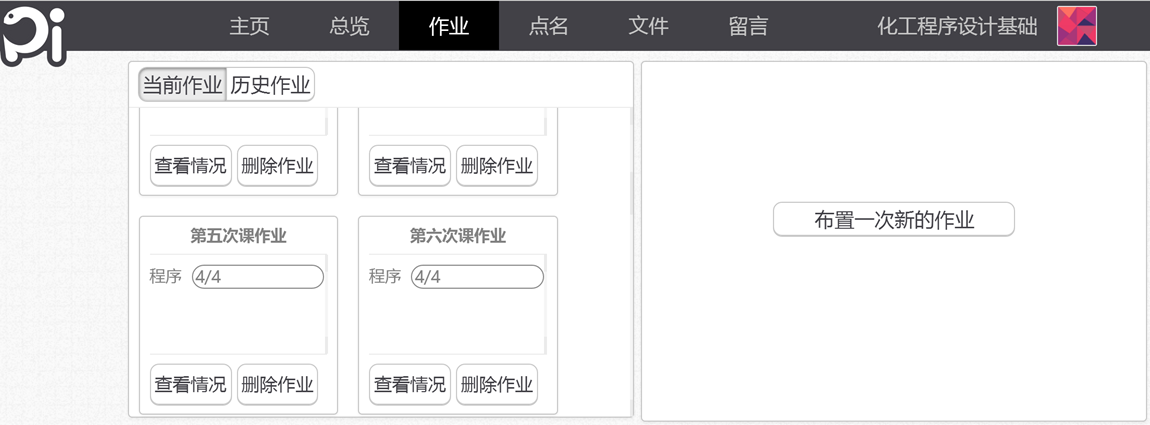 Pi
主页 总览 作业 点名 文件 留言 化工程序设计基础
当前作业 历史作业
查看情况 删除作业 查看情况 删除作业
第五次课作业 第六次课作业
程序 4/4 程序 4/4
查看情况 删除作业 查看情况 删除作业
布置一次新的作业